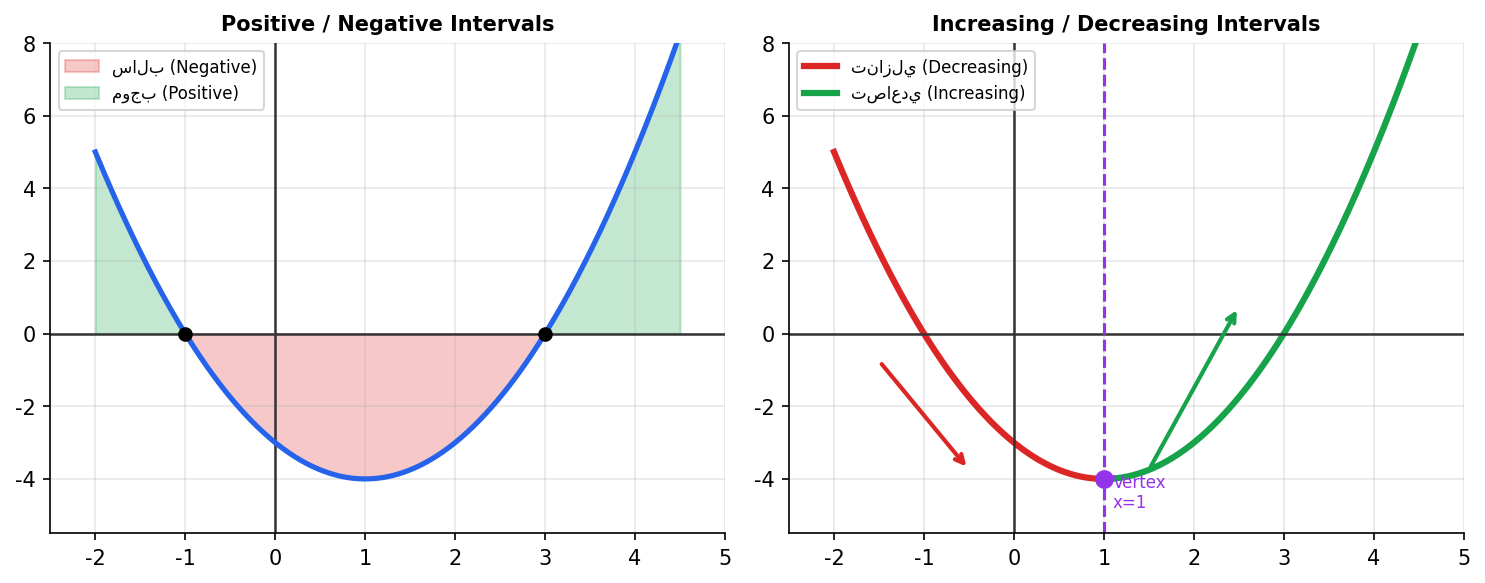 Positive / Negative Intervals
سالب (Negative)
موجب (Positive)
8
6
4
2
0
-2
-4
-2 -1 0 1 2 3 4 5
Increasing / Decreasing Intervals
تنازلي (Decreasing)
تصاعدي (Increasing)
8
6
4
2
0
-2
-4
vertex
x=1
-2 -1 0 1 2 3 4 5